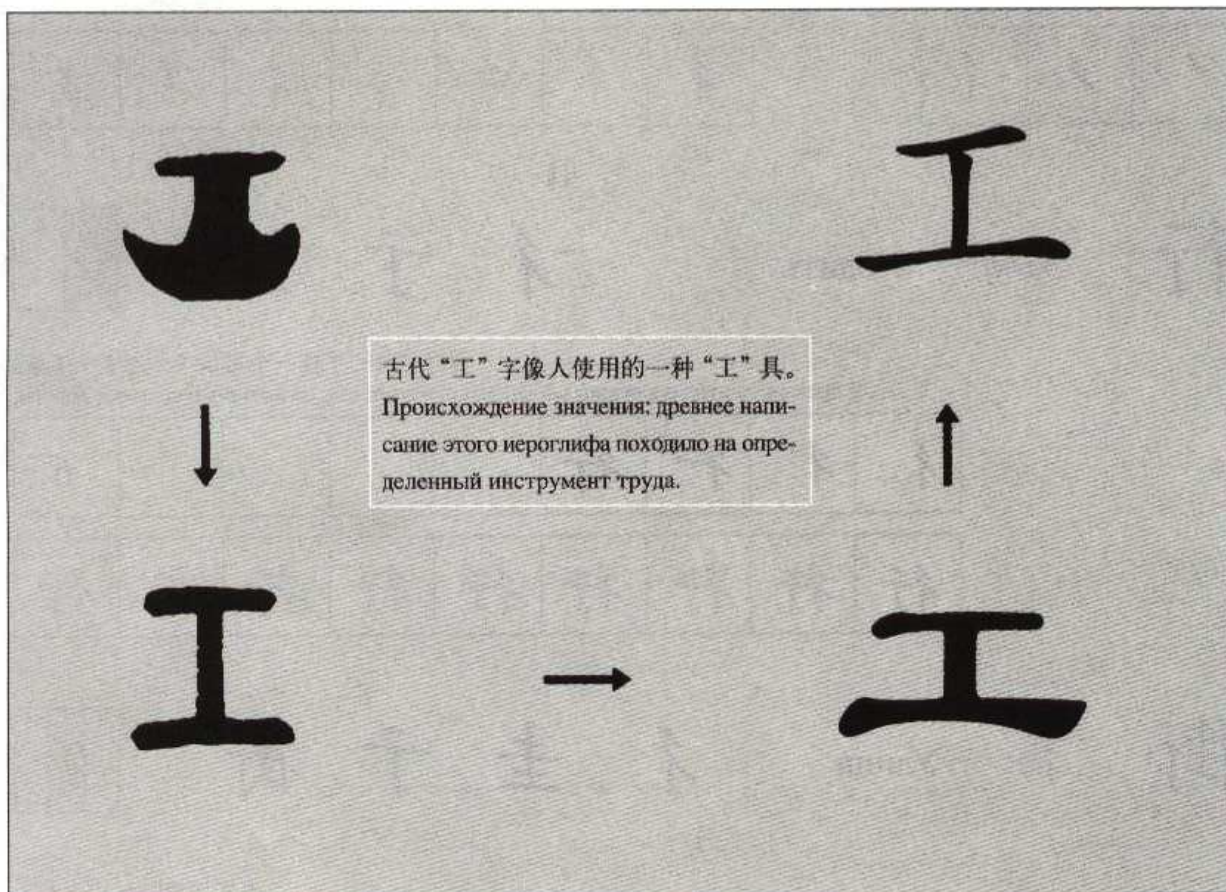 工
工
古代“工”字像人使用的一种“工”具。
Происхождение значения: древнее напи-
сание этого иероглифа походило на опре-
деленный инструмент труда.
工
工